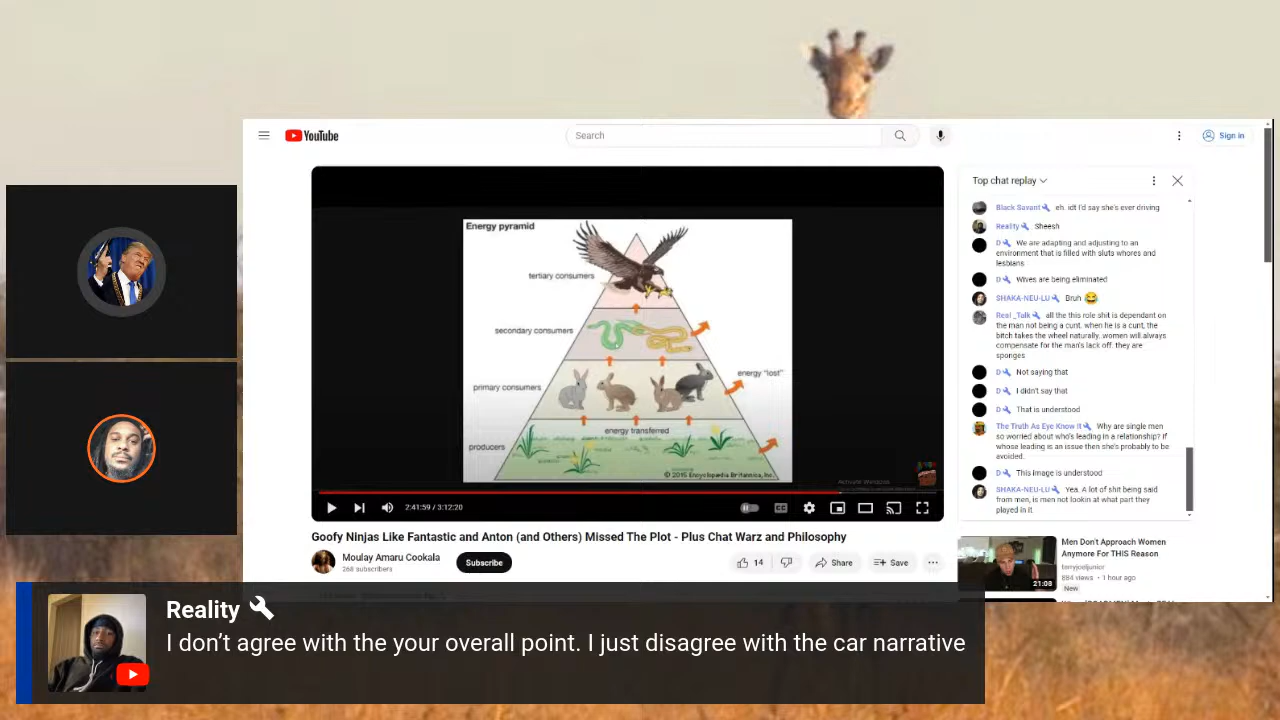 YouTube
Search
Sign in
Energy pyramid
tertiary consumers
secondary consumers
primary consumers
energy "lost"
energy transferred
producers
© 2015 Encyclopædia Britannica, Inc.
Activate Windows
2:41:59 / 3:12:20
CC
Top chat replay
Black Savant eh. idt I'd say she's ever driving
Reality Sheesh
D We are adapting and adjusting to an
environment that is filled with sluts whores and
lesbians
D Wives are being eliminated
SHAKA-NEU-LU Bruh 😂
Real _Talk all the this role shit is dependant on
the man not being a cunt. when he is a cunt, the
bitch takes the wheel naturally. women will always
compensate for the man's lack off. they are
sponges.
D Not saying that
D I didn't say that
D That is understood
The Truth As Eye Know It Why are single men
so worried about who's leading in a relationship? If
whose leading is an issue then she's probably to be
avoided.
D This image is understood
SHAKA-NEU-LU Yea. A lot of shit being said
from men, is men not lookin at what part they
played in it.
Goofy Ninjas Like Fantastic and Anton (and Others) Missed The Plot - Plus Chat Warz and Philosophy
Moulay Amaru Cookala
268 subscribers
Subscribe
14
Share
Save
Men Don't Approach Women
Anymore For THIS Reason
terryjoeljunior
884 views • 1 hour ago
New
21:08
Reality
I don't agree with the your overall point. I just disagree with the car narrative